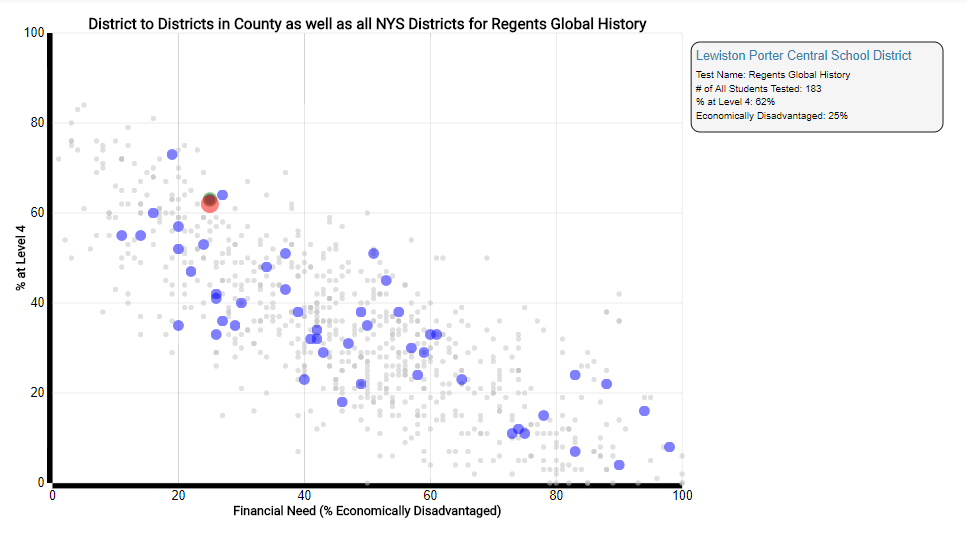 District to Districts in County as well as all NYS Districts for Regents Global History
100
80
60
40
20
0
% at Level 4
0 20 40 60 80 100
Financial Need (% Economically Disadvantaged)
Lewiston Porter Central School District
Test Name: Regents Global History
# of All Students Tested: 183
% at Level 4: 62%
Economically Disadvantaged: 25%